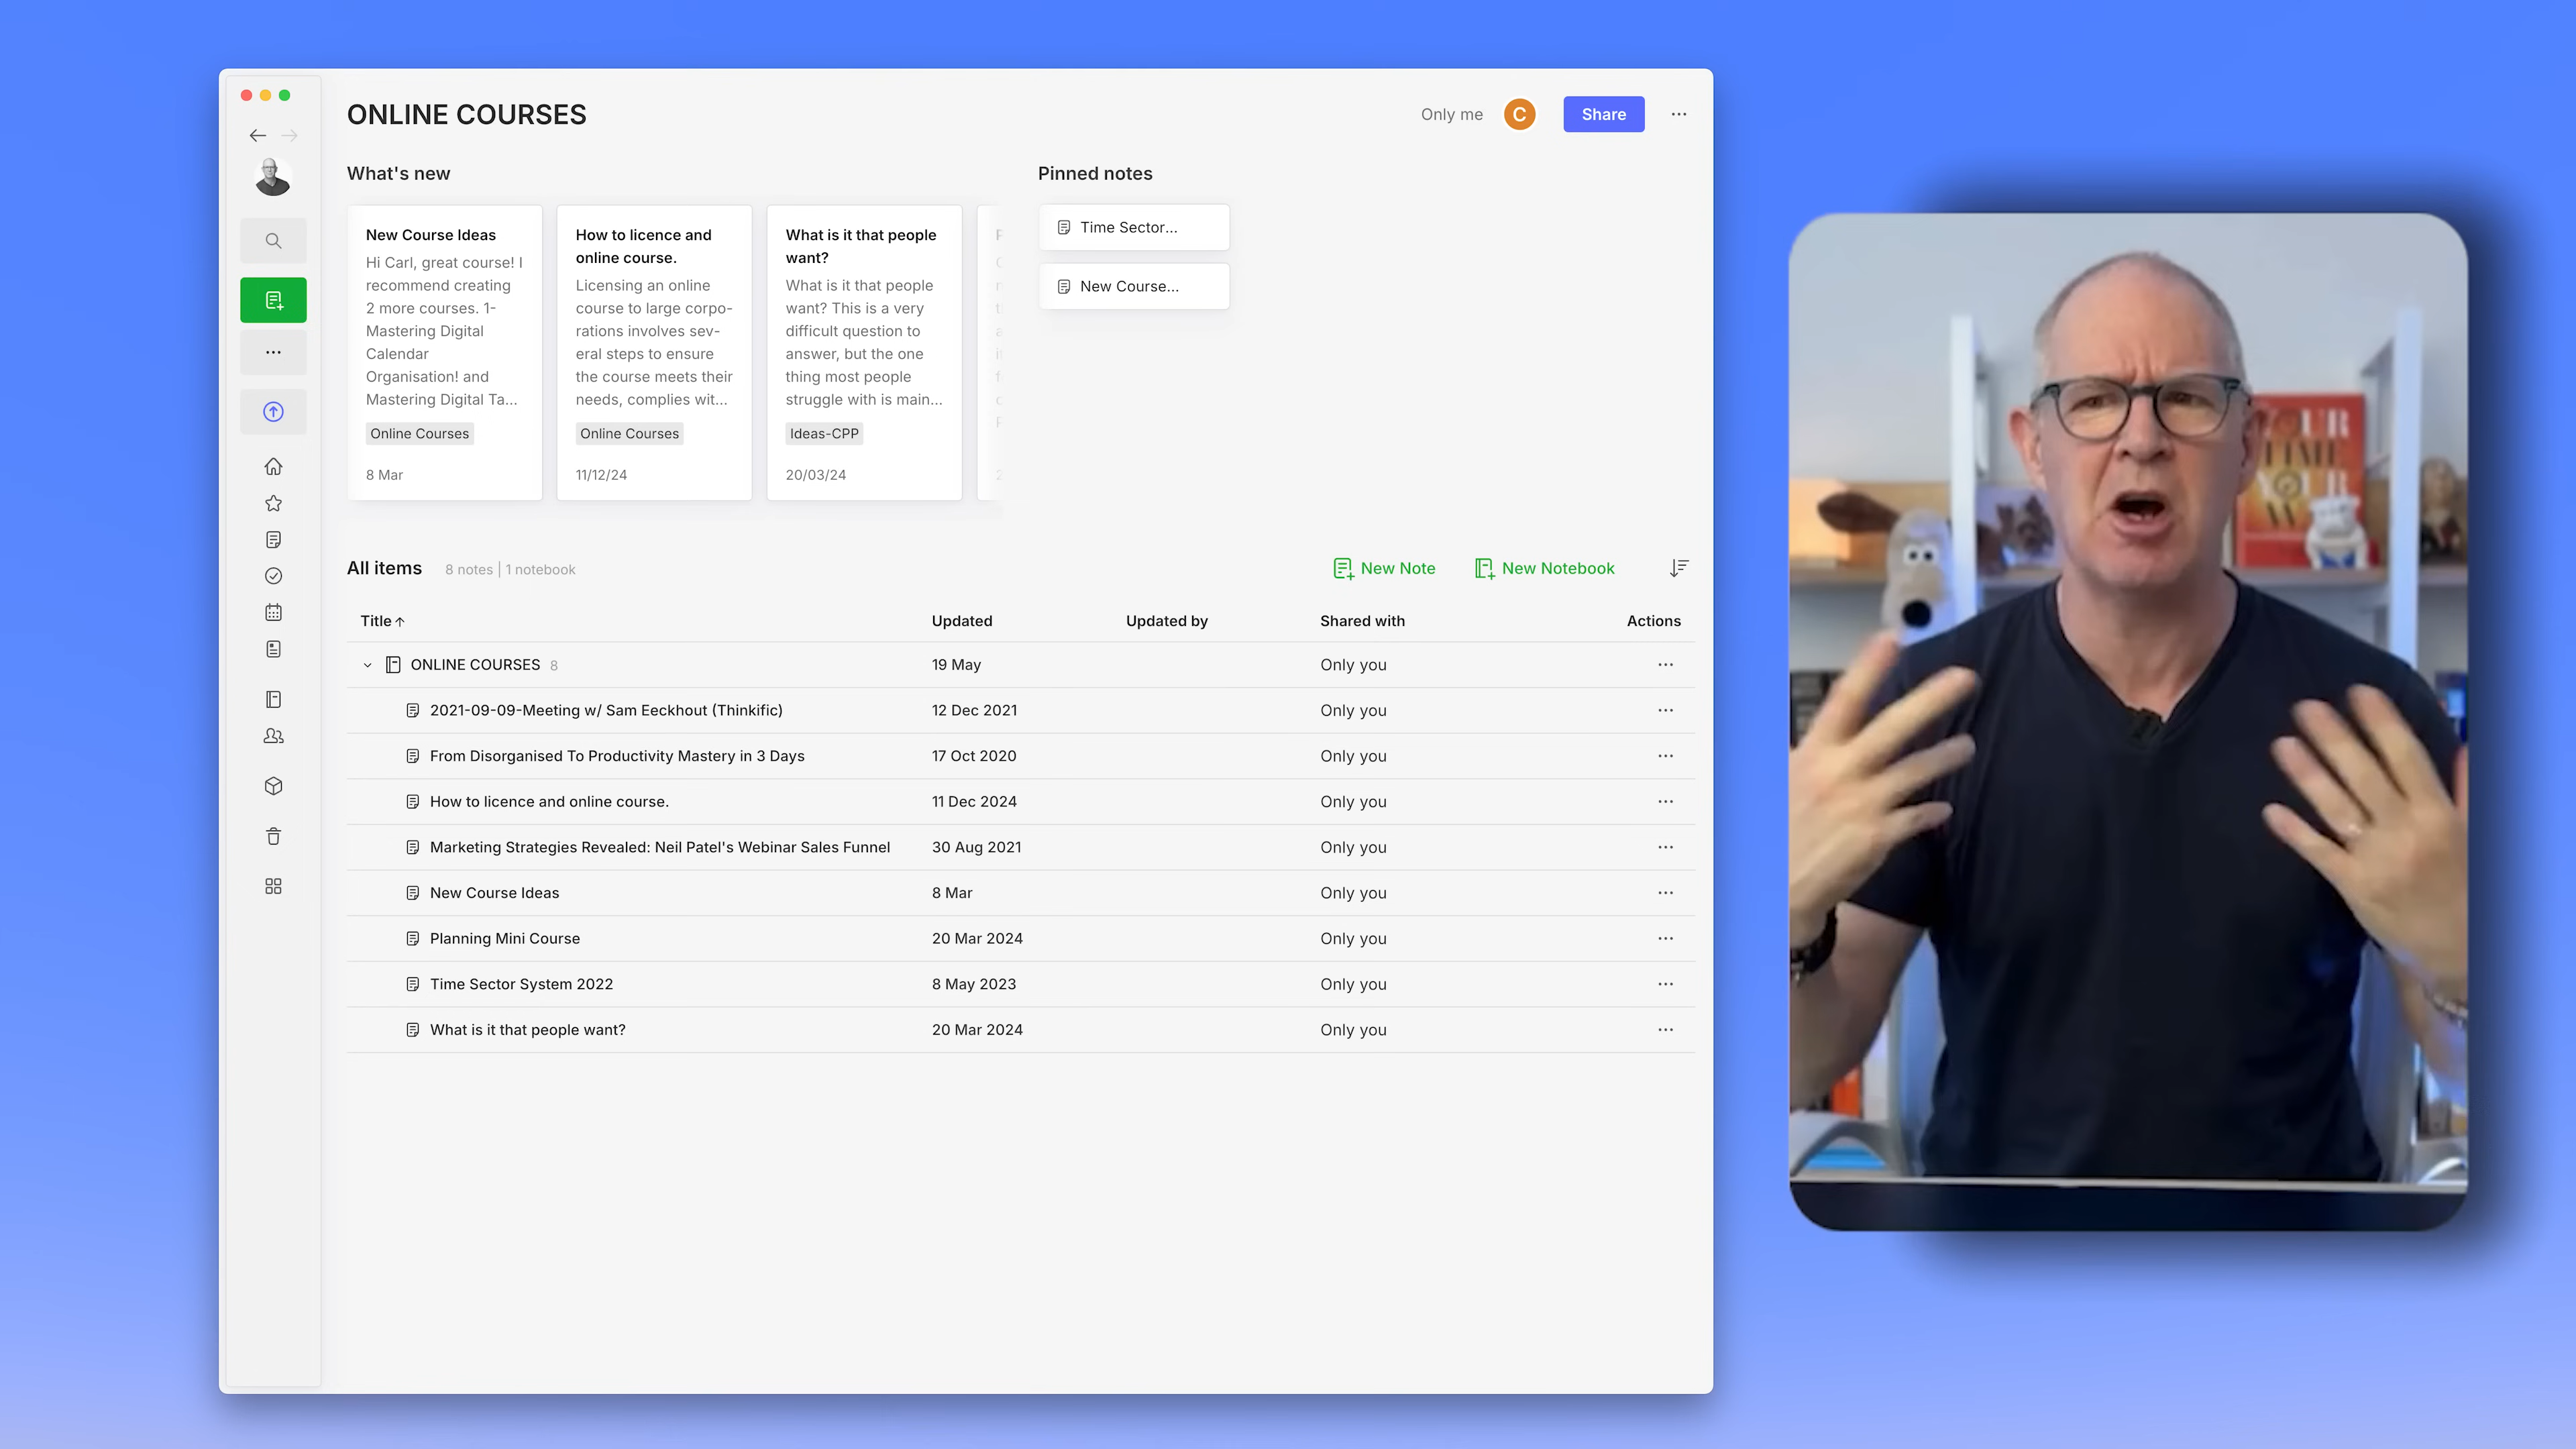 ONLINE COURSES
Only me
C
Share
What's new
Pinned notes
New Course Ideas
Hi Carl, great course! I
recommend creating
2 more courses. 1-
Mastering Digital
Calendar
Organisation! and
Mastering Digital Ta...
Online Courses
8 Mar
How to licence and
online course.
Licensing an online
course to large corpo-
rations involves sev-
eral steps to ensure
the course meets their
needs, complies wit...
Online Courses
11/12/24
What is it that people
want?
What is it that people
want? This is a very
difficult question to
answer, but the one
thing most people
struggle with is main...
Ideas-CPP
20/03/24
Time Sector...
New Course...
All items 8 notes | 1 notebook
New Note
New Notebook
Title Updated Updated by Shared with Actions
ONLINE COURSES 8 19 May Only you
2021-09-09-Meeting w/ Sam Eeckhout (Thinkific) 12 Dec 2021 Only you
From Disorganised To Productivity Mastery in 3 Days 17 Oct 2020 Only you
How to licence and online course. 11 Dec 2024 Only you
Marketing Strategies Revealed: Neil Patel's Webinar Sales Funnel 30 Aug 2021 Only you
New Course Ideas 8 Mar Only you
Planning Mini Course 20 Mar 2024 Only you
Time Sector System 2022 8 May 2023 Only you
What is it that people want? 20 Mar 2024 Only you